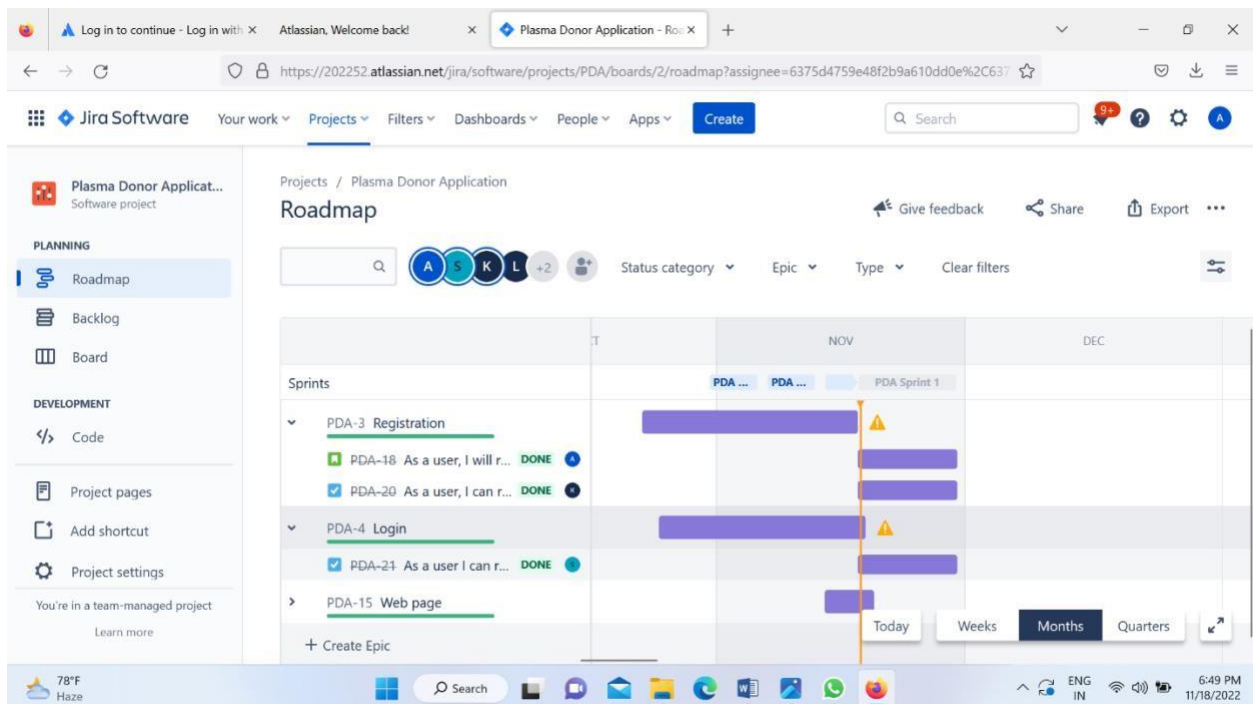 Log in to continue - Log in with
Atlassian, Welcome back!
Plasma Donor Application - Roa
https://202252.atlassian.net/jira/software/projects/PDA/boards/2/roadmap?assignee=6375d4759e48f2b9a610dd0e%2C637
Jira Software Your work Projects Filters Dashboards People Apps Create Search 9+ A
Plasma Donor Applicat...
Software project
PLANNING
Roadmap
Backlog
Board
DEVELOPMENT
Code
Project pages
Add shortcut
Project settings
You're in a team-managed project
Learn more
Projects / Plasma Donor Application
Roadmap
Give feedback Share Export
A S K L +2 Status category Epic Type Clear filters
NOV DEC
Sprints PDA ... PDA ... PDA Sprint 1
PDA-3 Registration
PDA-18 As a user, I will r... DONE A
PDA-20 As a user, I can r... DONE K
PDA-4 Login
PDA-21 As a user I can r... DONE
PDA-15 Web page
+ Create Epic
Today Weeks Months Quarters
78°F
Haze
Search
ENG
IN
6:49 PM
11/18/2022